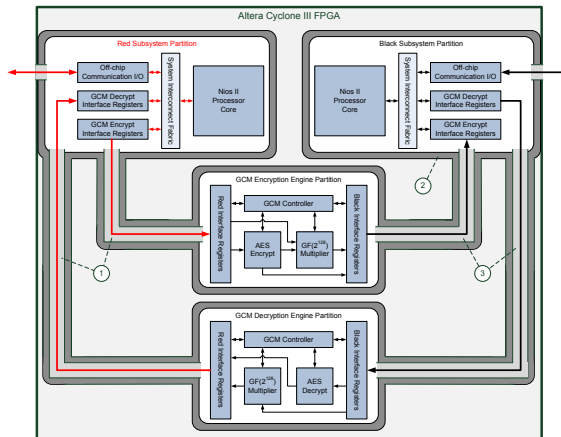 Altera Cyclone III FPGA
Red Subsystem Partition
Off-chip
Communication I/O
GCM Decrypt
Interface Registers
GCM Encrypt
Interface Registers
System Interconnect Fabric
Nios II
Processor
Core
Black Subsystem Partition
Nios II
Processor
Core
System Interconnect Fabric
Off-chip
Communication I/O
GCM Decrypt
Interface Registers
GCM Encrypt
Interface Registers
2
GCM Encryption Engine Partition
Red Interface Registers
GCM Controller
AES
Encrypt
GF(2¹²⁸)
Multiplier
Black Interface Registers
1
3
GCM Decryption Engine Partition
Red Interface Registers
GCM Controller
GF(2¹²⁸)
Multiplier
AES
Decrypt
Black Interface Registers